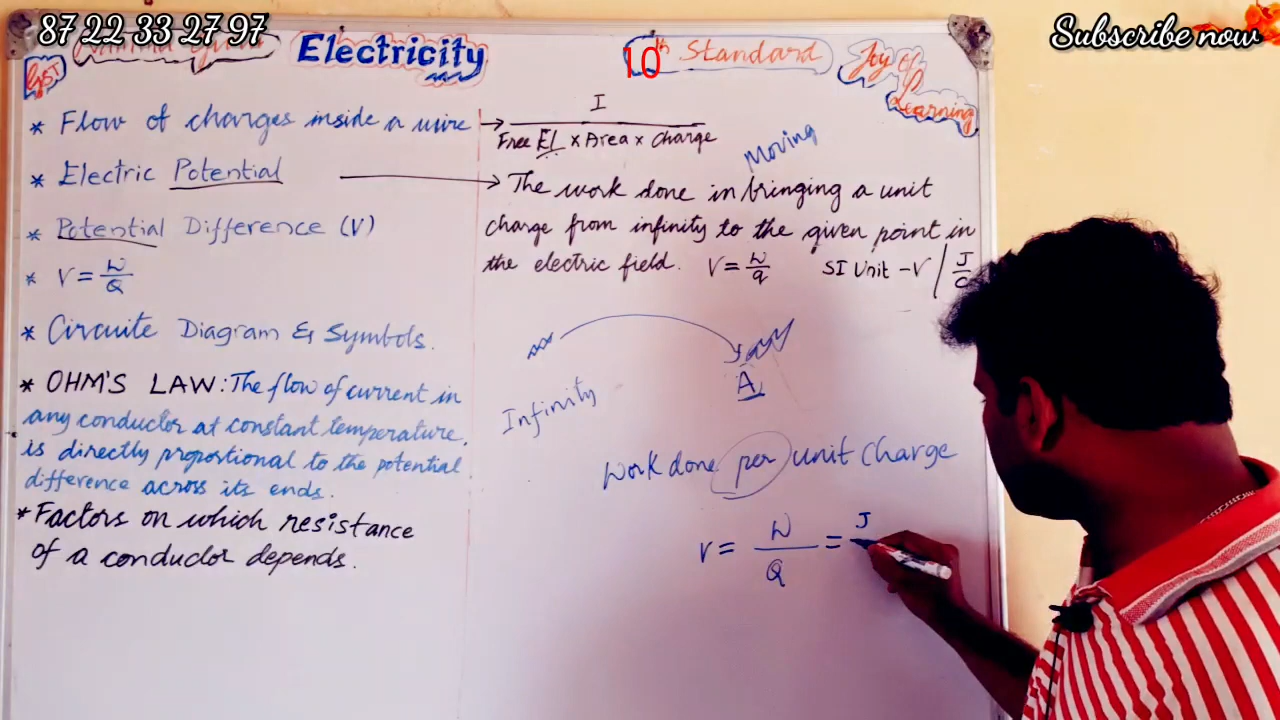 87 22 33 27 97
Subscribe now
Electricity
10th Standard
Joy of
Learning
* Flow of charges inside a wire
I
Free El × Area × charge
* Electric Potential
Moving
The work done in bringing a unit
charge from infinity to the given point in
the electric field. V = W/q SI Unit - V / J/C
* Potential Difference (V)
* V = W/Q
* Circuite Diagram & Symbols.
* OHM'S LAW: The flow of current in
any conductor at constant temperature,
is directly proportional to the potential
difference across its ends.
* Factors on which resistance
of a conductor depends.
Infinity
A
Work done per unit charge
V = W/Q = J